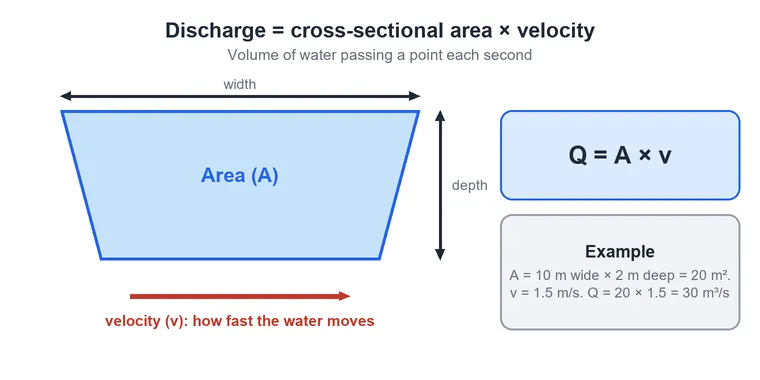 Discharge = cross-sectional area × velocity
Volume of water passing a point each second
width
Area (A)
depth
velocity (v): how fast the water moves
Q = A × v
Example
A = 10 m wide × 2 m deep = 20 m².
v = 1.5 m/s. Q = 20 × 1.5 = 30 m³/s